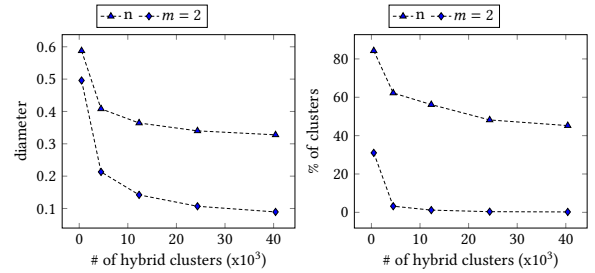 n m = 2
0.6
0.5
0.4
0.3
0.2
0.1
diameter
0 10 20 30 40
# of hybrid clusters (x10³)
n m = 2
80
60
40
20
0
% of clusters
0 10 20 30 40
# of hybrid clusters (x10³)